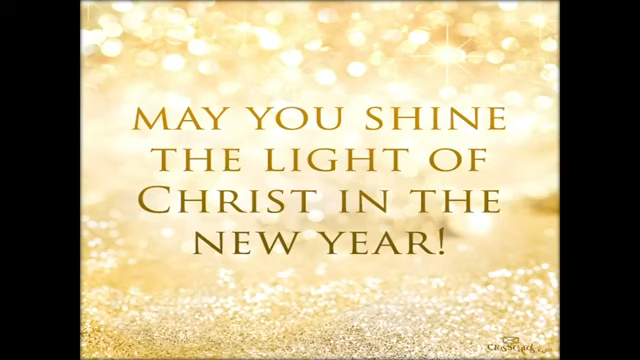 MAY YOU SHINE
THE LIGHT OF
CHRIST IN THE
NEW YEAR!